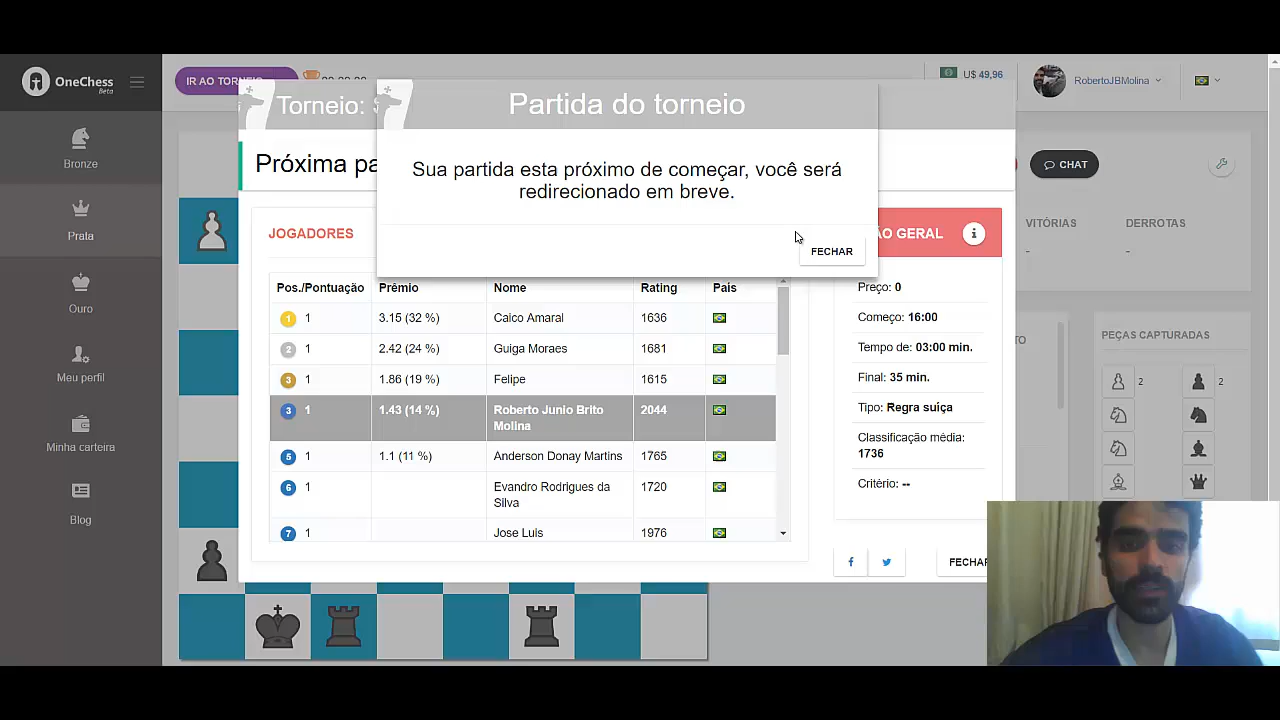 OneChess
Beta
IR AO TORNEIO
U$ 49,96
RobertoJBMolina
Bronze
Prata
Ouro
Meu perfil
Minha carteira
Blog
Torneio:
Partida do torneio
Próxima pa
Sua partida esta próximo de começar, você será
redirecionado em breve.
FECHAR
CHAT
VITÓRIAS DERROTAS
- -
JOGADORES
ÃO GERAL
Pos./Pontuação Prêmio Nome Rating Pais
1 1 3.15 (32 %) Caico Amaral 1636
2 1 2.42 (24 %) Guiga Moraes 1681
3 1 1.86 (19 %) Felipe 1615
3 1 1.43 (14 %) Roberto Junio Brito 2044
Molina
5 1 1.1 (11 %) Anderson Donay Martins 1765
6 1 Evandro Rodrigues da 1720
Silva
7 1 Jose Luis 1976
Preço: 0
Começo: 16:00
Tempo de: 03:00 min.
Final: 35 min.
Tipo: Regra suíça
Classificação média:
1736
Critério: --
FECHAR
TO
PEÇAS CAPTURADAS
2 2